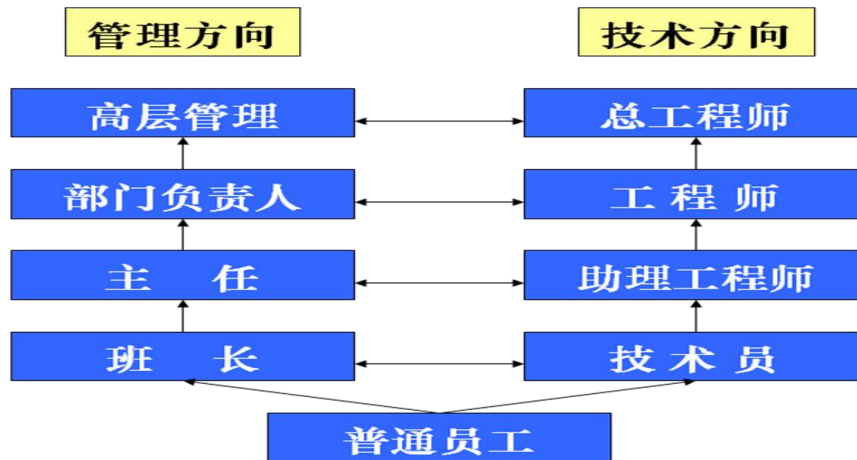 管理方向 技术方向
高层管理 总工程师
部门负责人 工 程 师
主 任 助理工程师
班 长 技 术 员
普通员工